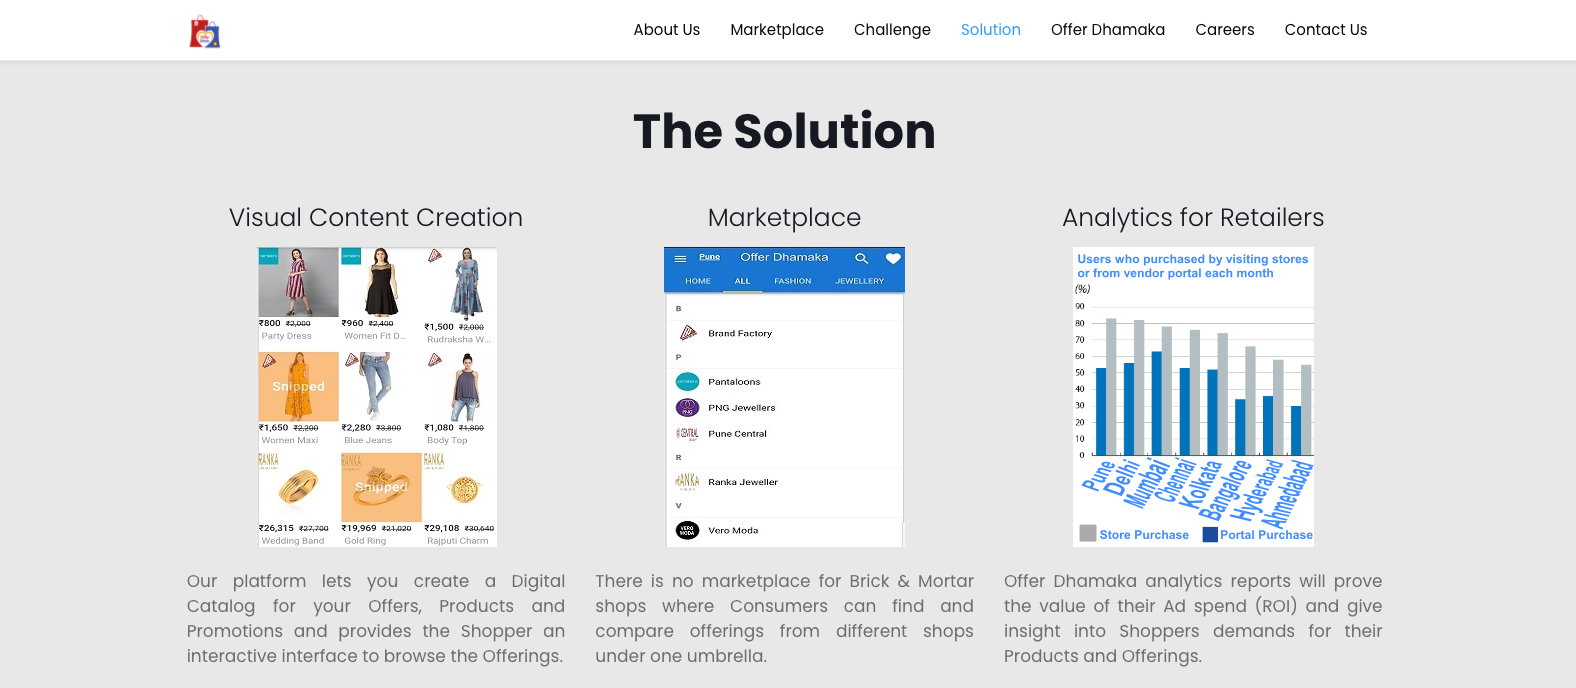 About Us Marketplace Challenge Solution Offer Dhamaka Careers Contact Us
The Solution
Visual Content Creation
₹800 ₹2,000
Party Dress
₹960 ₹2,400
Women Fit D...
₹1,500 ₹2,000
Rudraksha W...
Snipped
₹1,650 ₹2,200
Women Maxi
₹2,280 ₹3,800
Blue Jeans
₹1,080 ₹1,800
Body Top
RANKA
RANKA
RANKA
Snipped
₹26,315 ₹27,700
Wedding Band
₹19,969 ₹21,020
Gold Ring
₹29,108 ₹30,640
Rajputi Charm
Our platform lets you create a Digital
Catalog for your Offers, Products and
Promotions and provides the Shopper an
interactive interface to browse the Offerings.
Marketplace
Pune Offer Dhamaka
HOME ALL FASHION JEWELLERY
B
Brand Factory
P
Pantaloons
PNG PNG Jewellers
CENTRAL Pune Central
R
RANKA Ranka Jeweller
V
VERO
MODA
Vero Moda
There is no marketplace for Brick & Mortar
shops where Consumers can find and
compare offerings from different shops
under one umbrella.
Analytics for Retailers
Users who purchased by visiting stores
or from vendor portal each month
(%)
90
80
70
60
50
40
30
20
10
0
Pune Delhi Mumbai Chennai Kolkata Bangalore Hyderabad Ahmedabad
Store Purchase Portal Purchase
Offer Dhamaka analytics reports will prove
the value of their Ad spend (ROI) and give
insight into Shoppers demands for their
Products and Offerings.